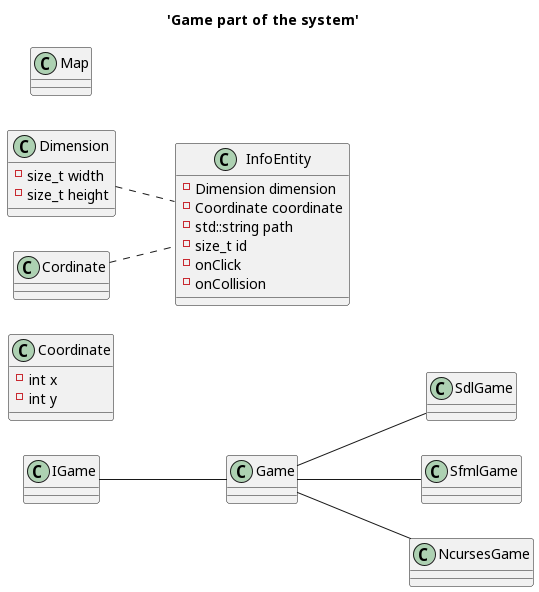 'Game part of the system'
C Map
C Dimension
size_t width
size_t height
C InfoEntity
Dimension dimension
Coordinate coordinate
std::string path
size_t id
onClick
onCollision
C Cordinate
C Coordinate
int x
int y
C SdlGame
C IGame
C Game
C SfmlGame
C NcursesGame